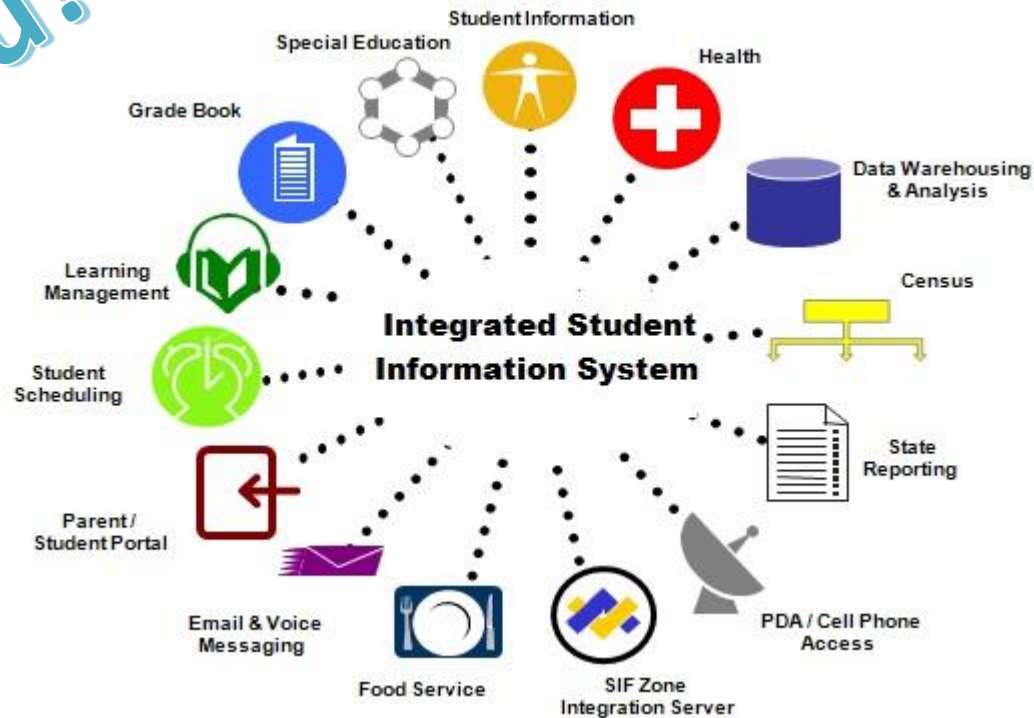 Student Information
Special Education
Health
Grade Book
Data Warehousing
& Analysis
Learning
Management
Census
Integrated Student
Information System
Student
Scheduling
State
Reporting
Parent /
Student Portal
Email & Voice
Messaging
PDA / Cell Phone
Access
Food Service
SIF Zone
Integration Server